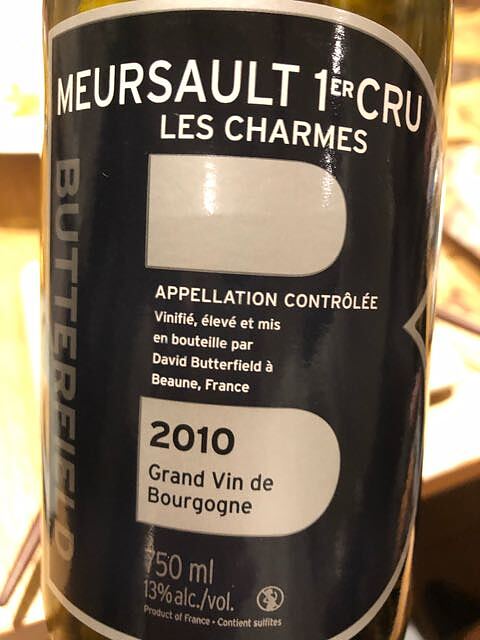 MEURSAULT 1ER CRU
LES CHARMES
BUTTERFIELD
APPELLATION CONTRÔLÉE
Vinifié, élevé et mis
en bouteille par
David Butterfield à
Beaune, France
2010
Grand Vin de
Bourgogne
750 ml
13% alc./vol.
Product of France • Contient sulfites